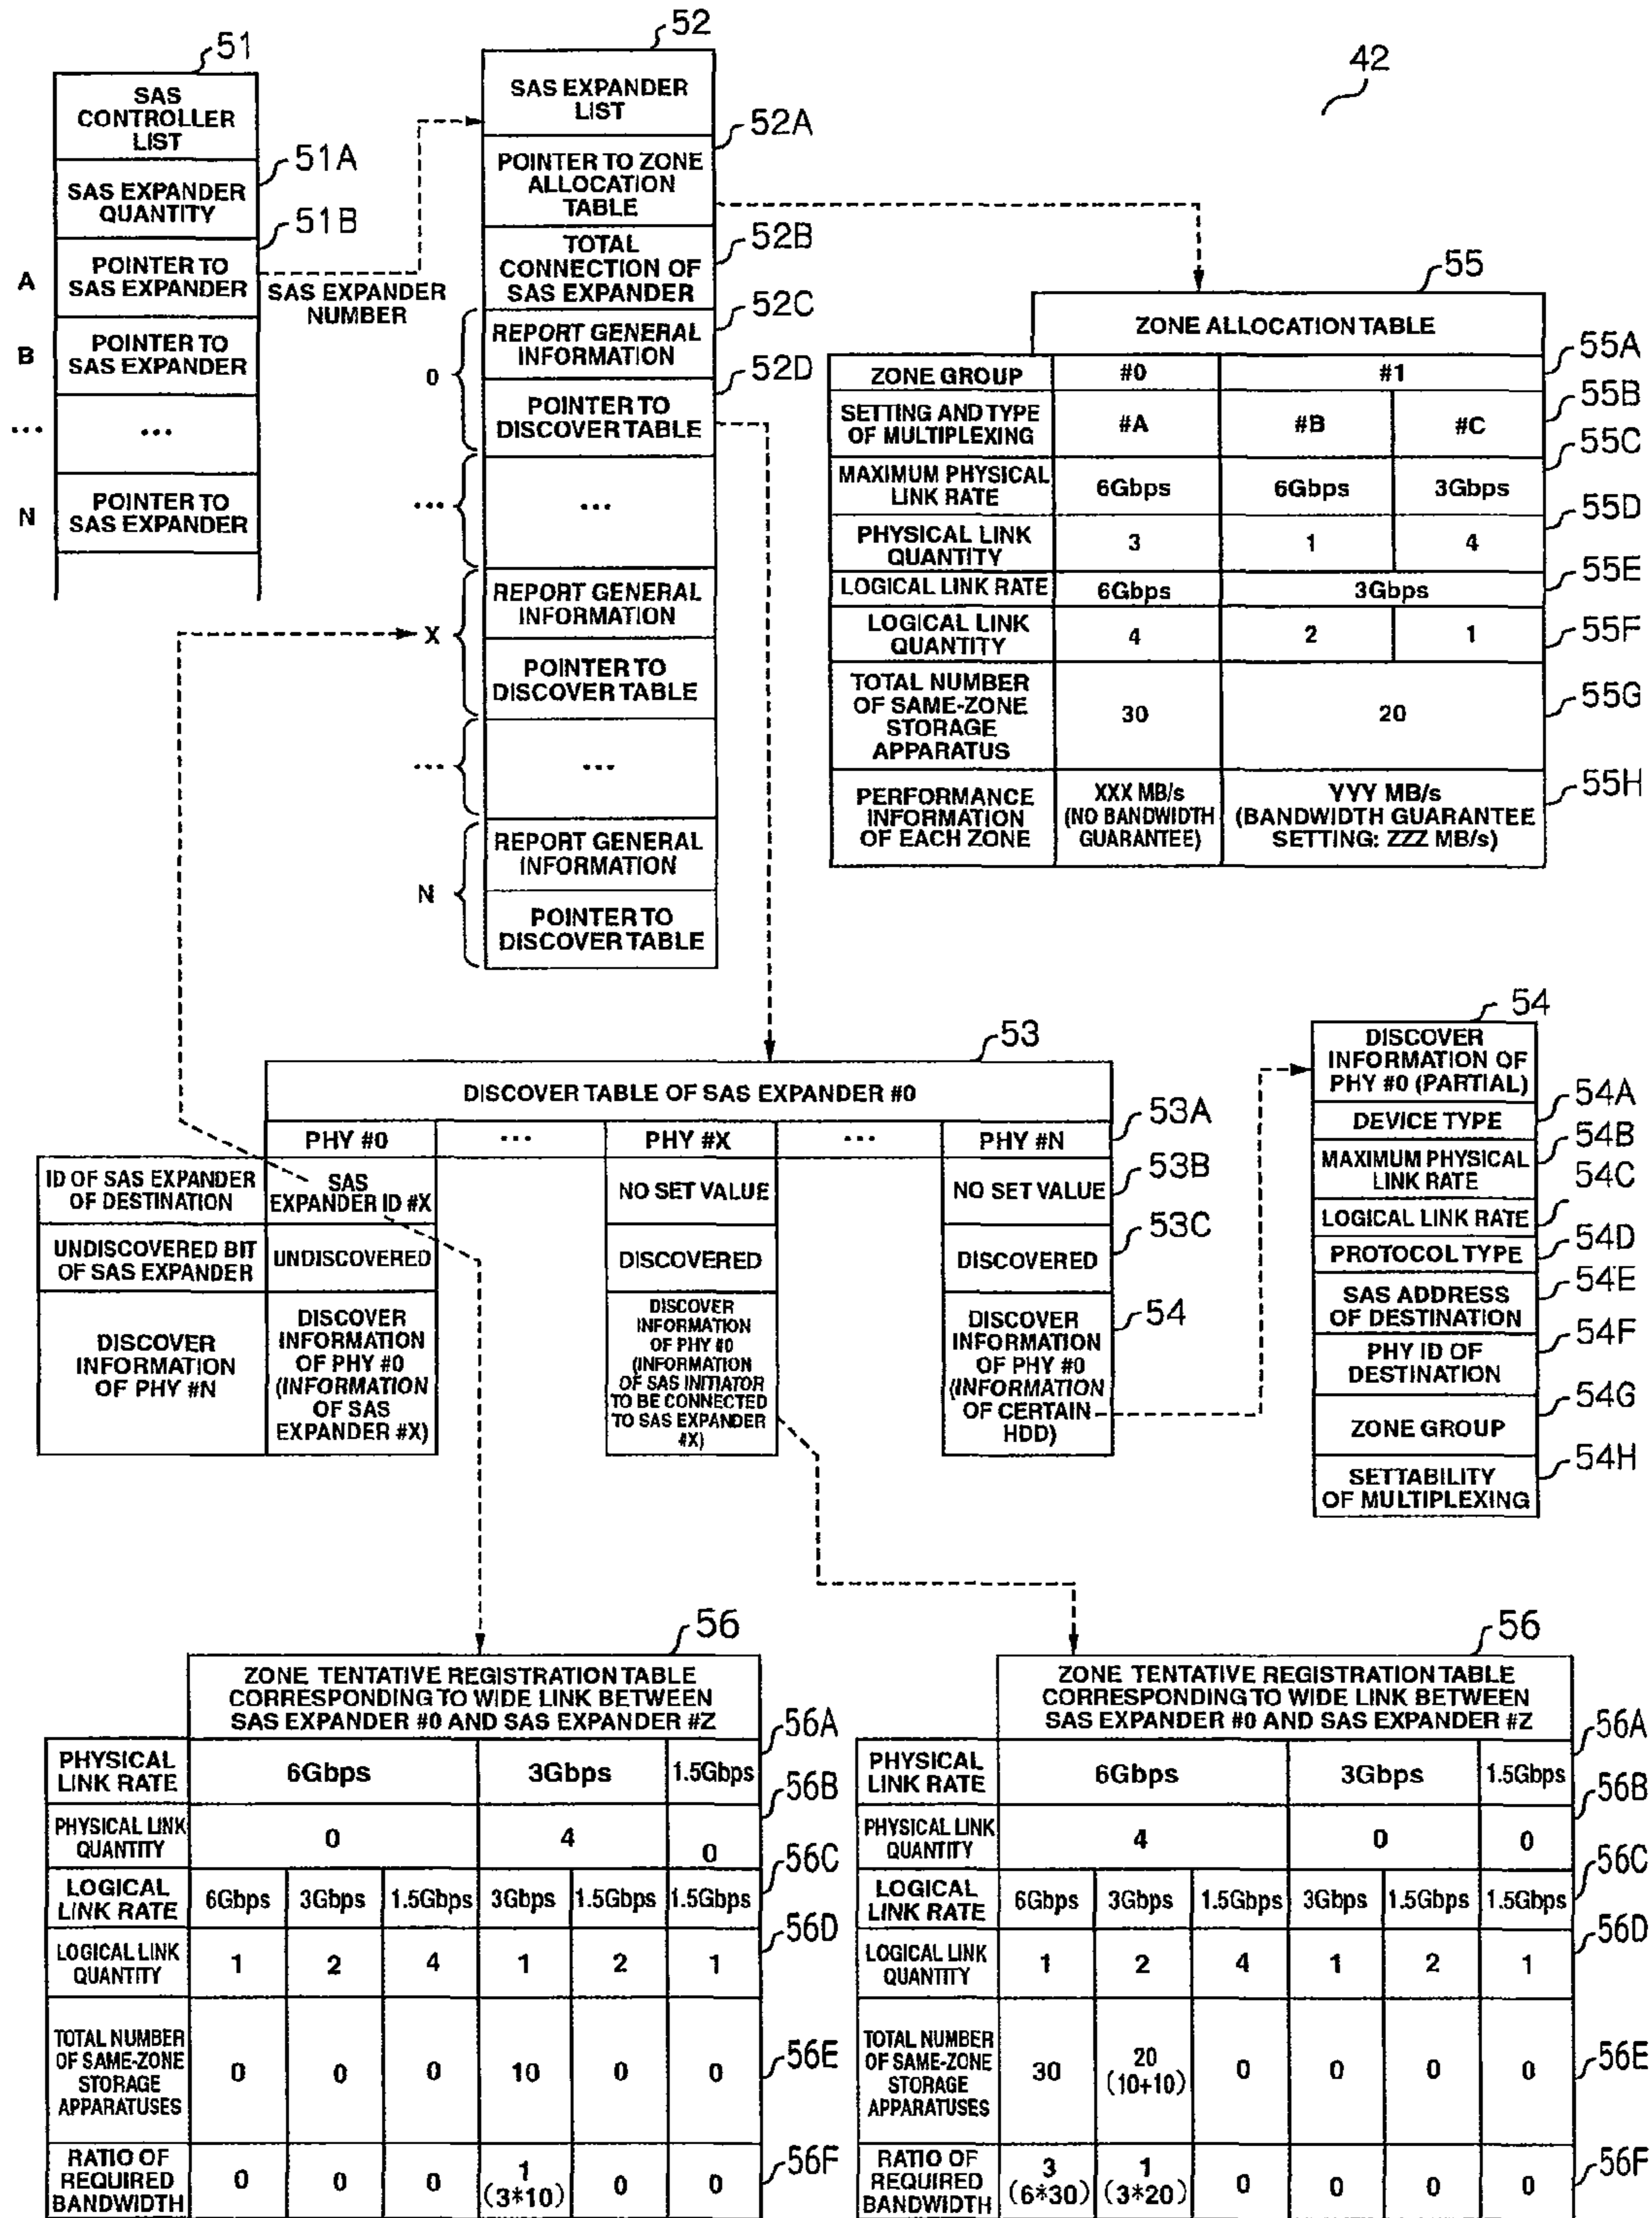 51
SAS
CONTROLLER
LIST
51A
SAS EXPANDER
QUANTITY
51B
A
POINTER TO
SAS EXPANDER
SAS EXPANDER
NUMBER
B
POINTER TO
SAS EXPANDER
...
...
N
POINTER TO
SAS EXPANDER
52
SAS EXPANDER
LIST
52A
POINTER TO ZONE
ALLOCATION
TABLE
52B
TOTAL
CONNECTION OF
SAS EXPANDER
52C
0
REPORT GENERAL
INFORMATION
52D
POINTER TO
DISCOVER TABLE
...
...
X
REPORT GENERAL
INFORMATION
POINTER TO
DISCOVER TABLE
...
...
N
REPORT GENERAL
INFORMATION
POINTER TO
DISCOVER TABLE
42
55
ZONE ALLOCATION TABLE
55A
ZONE GROUP #0 #1
55B
SETTING AND TYPE
OF MULTIPLEXING
#A #B #C
55C
MAXIMUM PHYSICAL
LINK RATE
6Gbps 6Gbps 3Gbps
55D
PHYSICAL LINK
QUANTITY
3 1 4
55E
LOGICAL LINK RATE 6Gbps 3Gbps
LOGICAL LINK
QUANTITY
4 2 1
55F
TOTAL NUMBER
OF SAME-ZONE
STORAGE
APPARATUS
30 20
55G
PERFORMANCE
INFORMATION
OF EACH ZONE
XXX MB/s
(NO BANDWIDTH
GUARANTEE)
YYY MB/s
(BANDWIDTH GUARANTEE
SETTING: ZZZ MB/s)
55H
53
DISCOVER TABLE OF SAS EXPANDER #0
53A
PHY #0 ... PHY #X ... PHY #N
ID OF SAS EXPANDER
OF DESTINATION
SAS
EXPANDER ID #X
NO SET VALUE
NO SET VALUE
53B
UNDISCOVERED BIT
OF SAS EXPANDER
UNDISCOVERED
DISCOVERED
DISCOVERED
53C
DISCOVER
INFORMATION
OF PHY #N
DISCOVER
INFORMATION
OF PHY #0
(INFORMATION
OF SAS
EXPANDER #X)
DISCOVER
INFORMATION
OF PHY #0
(INFORMATION
OF SAS INITIATOR
TO BE CONNECTED
TO SAS EXPANDER
#X)
DISCOVER
INFORMATION
OF PHY #0
(INFORMATION
OF CERTAIN
HDD)
54
54
DISCOVER
INFORMATION OF
PHY #0 (PARTIAL)
54A
DEVICE TYPE
54B
MAXIMUM PHYSICAL
LINK RATE
54C
LOGICAL LINK RATE
54D
PROTOCOL TYPE
54E
SAS ADDRESS
OF DESTINATION
54F
PHY ID OF
DESTINATION
54G
ZONE GROUP
54H
SETTABILITY
OF MULTIPLEXING
56
ZONE TENTATIVE REGISTRATION TABLE
CORRESPONDING TO WIDE LINK BETWEEN
SAS EXPANDER #0 AND SAS EXPANDER #Z
56A
PHYSICAL
LINK RATE
6Gbps 3Gbps 1.5Gbps
56B
PHYSICAL LINK
QUANTITY
0 4 0
56C
LOGICAL
LINK RATE
6Gbps 3Gbps 1.5Gbps 3Gbps 1.5Gbps 1.5Gbps
56D
LOGICAL LINK
QUANTITY
1 2 4 1 2 1
TOTAL NUMBER
OF SAME-ZONE
STORAGE
APPARATUSES
0 0 0 10 0 0
56E
RATIO OF
REQUIRED
BANDWIDTH
0 0 0 1
(3*10)
0 0
56F
56
ZONE TENTATIVE REGISTRATION TABLE
CORRESPONDING TO WIDE LINK BETWEEN
SAS EXPANDER #0 AND SAS EXPANDER #Z
56A
PHYSICAL
LINK RATE
6Gbps 3Gbps 1.5Gbps
56B
PHYSICAL LINK
QUANTITY
4 0 0
56C
LOGICAL
LINK RATE
6Gbps 3Gbps 1.5Gbps 3Gbps 1.5Gbps 1.5Gbps
56D
LOGICAL LINK
QUANTITY
1 2 4 1 2 1
TOTAL NUMBER
OF SAME-ZONE
STORAGE
APPARATUSES
30 20
(10+10)
0 0 0 0
56E
RATIO OF
REQUIRED
BANDWIDTH
3
(6*30)
1
(3*20)
0 0 0 0
56F